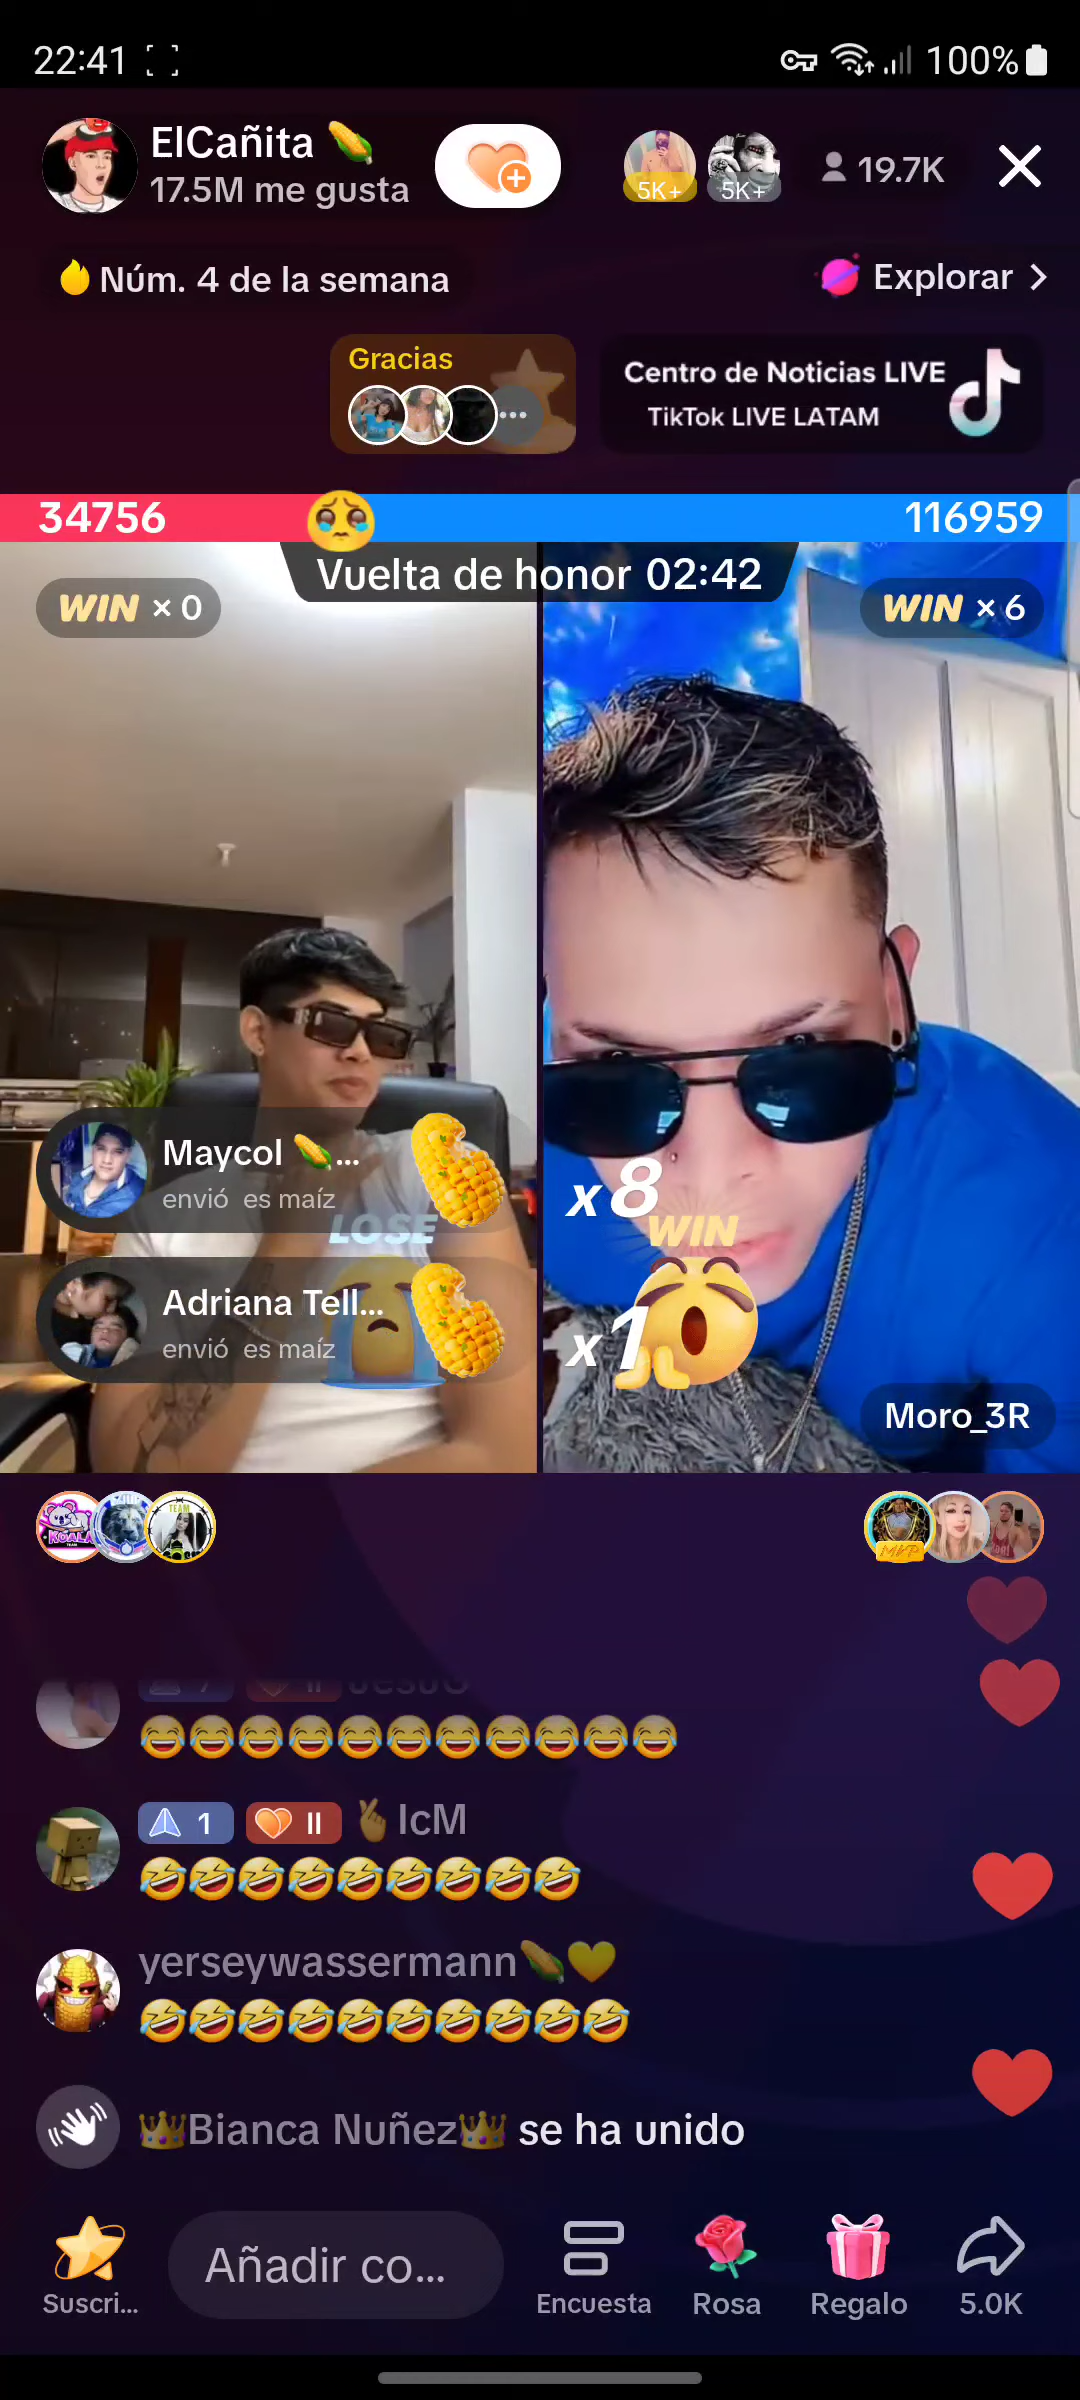 22:41
100%
ElCañita
17.5M me gusta
5K+
5K+
19.7K
Núm. 4 de la semana
Explorar
Gracias
Centro de Noticias LIVE
TikTok LIVE LATAM
34756
116959
Vuelta de honor 02:42
WIN × 0
WIN × 6
Maycol ...
envió es maíz
x8
LOSE
WIN
Adriana Tell...
envió es maíz
x1
Moro_3R
KOALA
TEAM
MVP
1 II IcM
yerseywassermann
Bianca Nuñez se ha unido
Suscri...
Añadir co...
Encuesta
Rosa
Regalo
5.0K